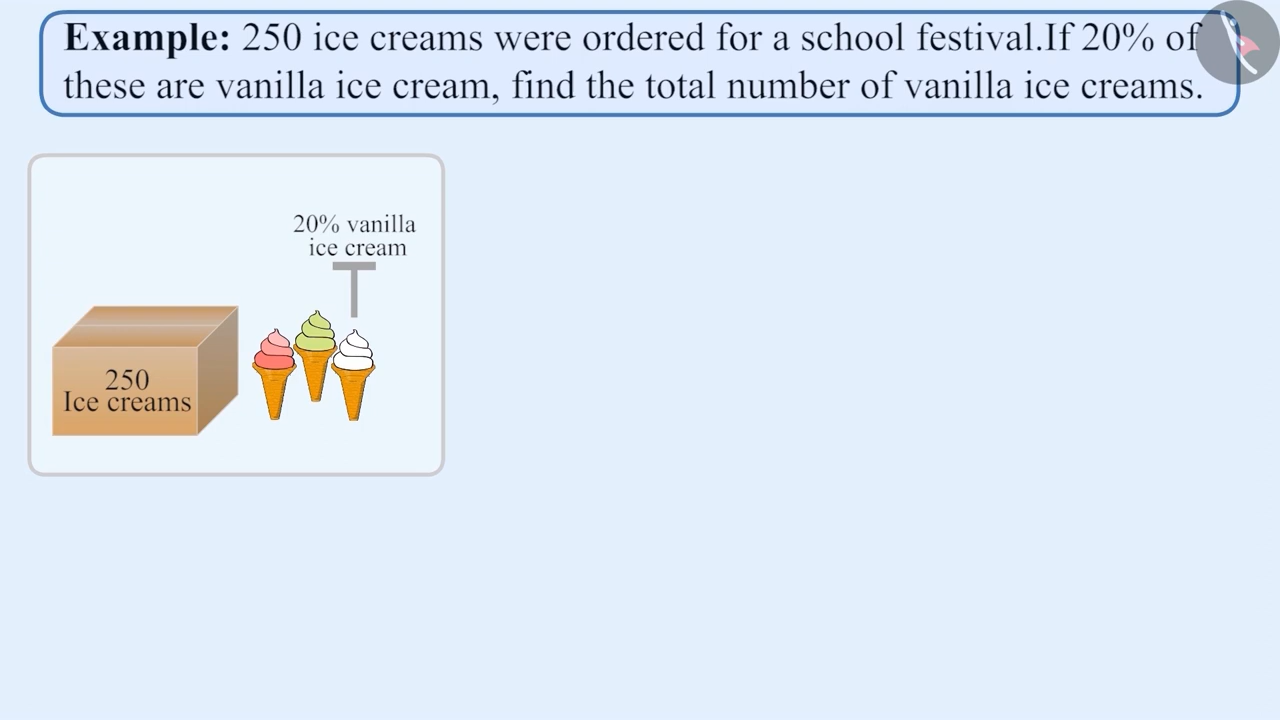 Example: 250 ice creams were ordered for a school festival.If 20% of
these are vanilla ice cream, find the total number of vanilla ice creams.
20% vanilla
ice cream
250
Ice creams